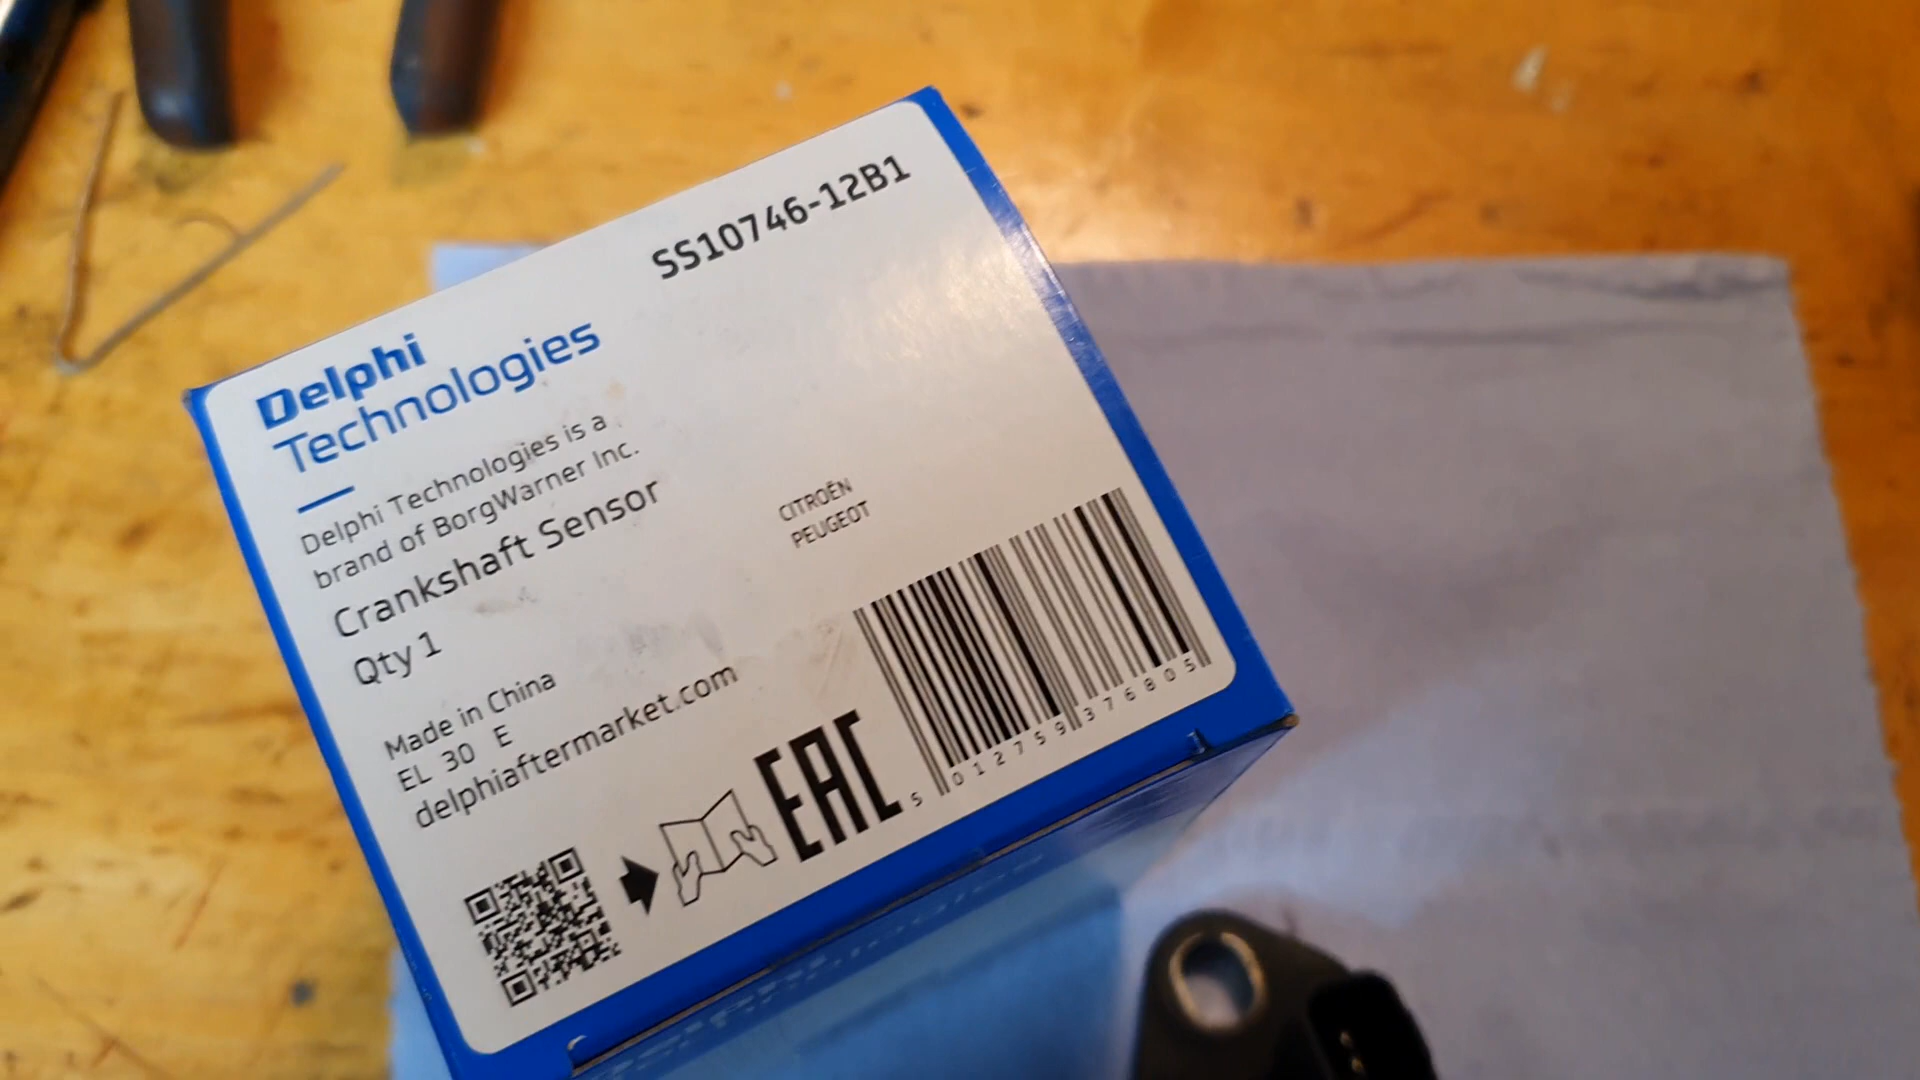 SS10746-12B1
Delphi
Technologies
Delphi Technologies is a
brand of BorgWarner Inc.
Crankshaft Sensor
Qty 1
CITROËN
PEUGEOT
Made in China
EL 30 E
delphiaftermarket.com
EAC
5 012759 376805